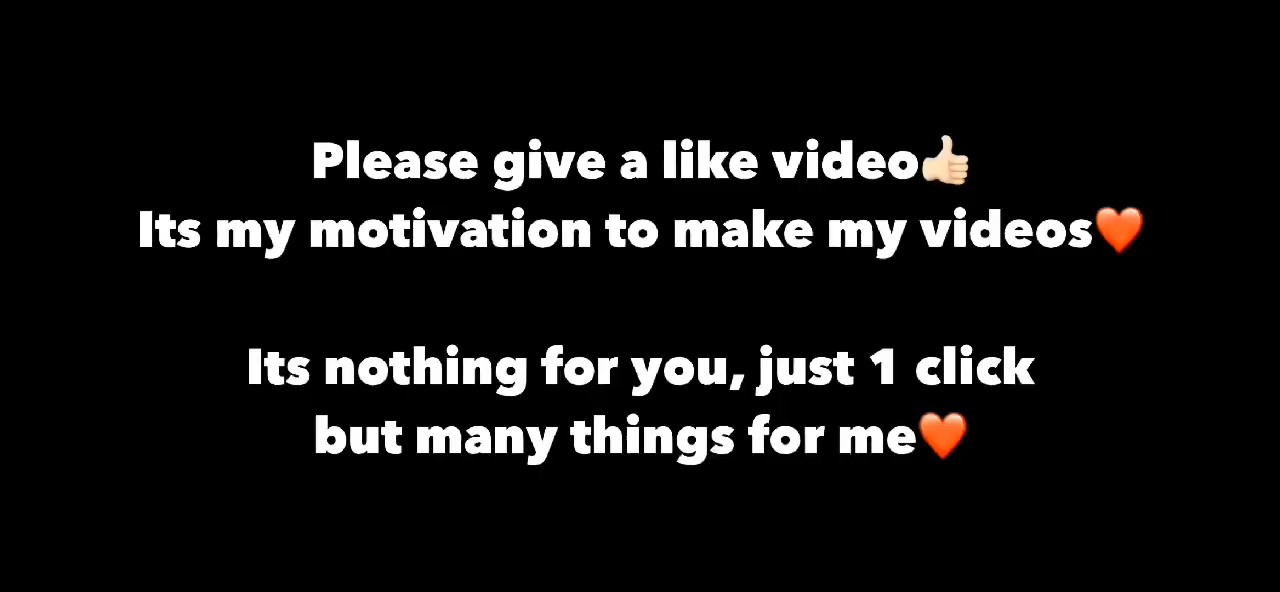 Please give a like video👍🏻
Its my motivation to make my videos❤️
Its nothing for you, just 1 click
but many things for me❤️